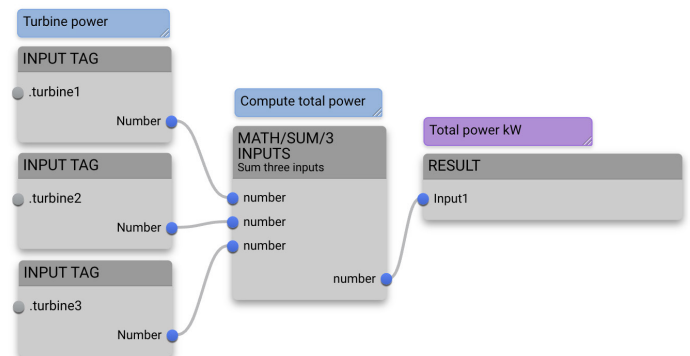 Turbine power
INPUT TAG
.turbine1
Number
INPUT TAG
.turbine2
Number
INPUT TAG
.turbine3
Number
Compute total power
MATH/SUM/3
INPUTS
Sum three inputs
number
number
number
number
Total power kW
RESULT
Input1